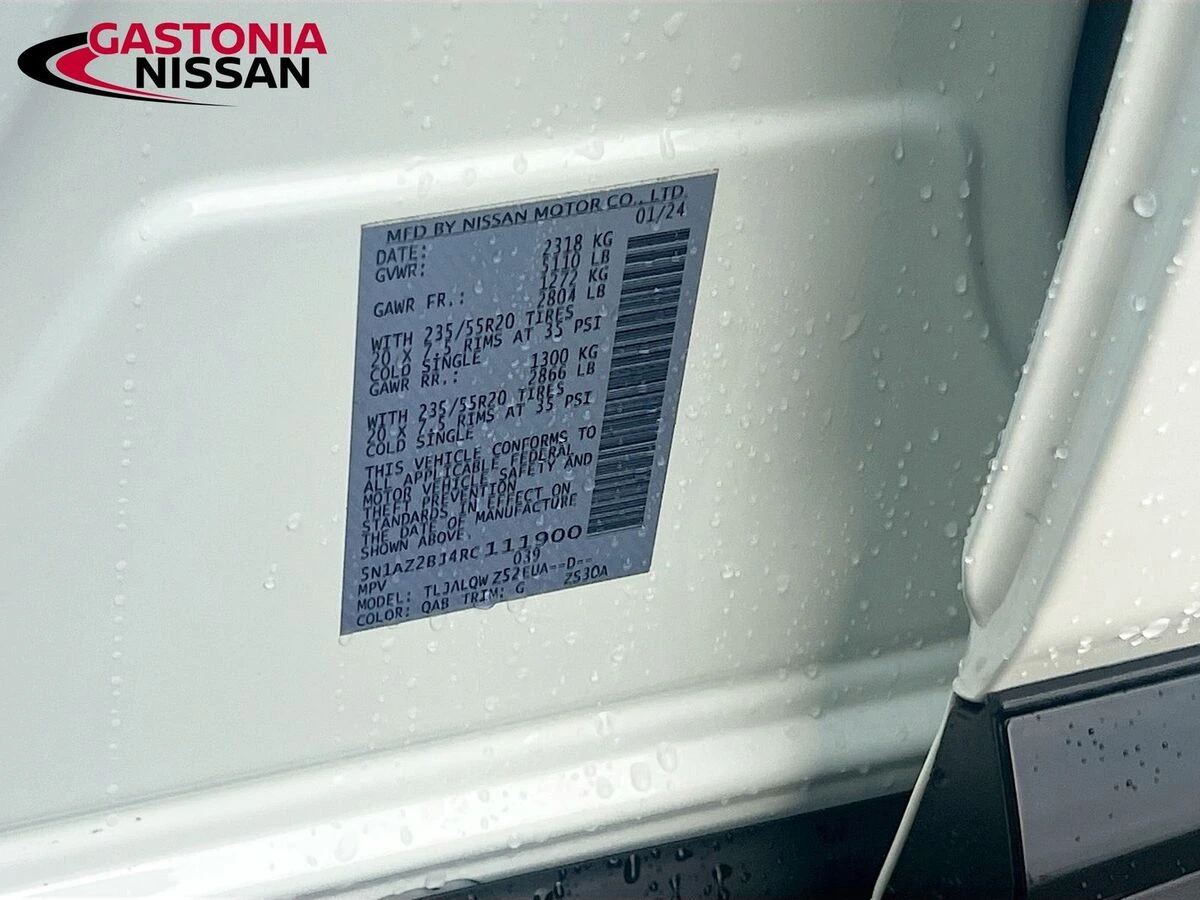 GASTONIA
NISSAN
MFD BY NISSAN MOTOR CO., LTD.
DATE: 01/24
GVWR: 2318 KG
5110 LB
GAWR FR.: 1272 KG
2804 LB
WITH 235/55R20 TIRES
20 X 7.5 RIMS AT 35 PSI
COLD SINGLE
GAWR RR.: 1300 KG
2866 LB
WITH 235/55R20 TIRES
20 X 7.5 RIMS AT 35 PSI
COLD SINGLE
THIS VEHICLE CONFORMS TO
ALL APPLICABLE FEDERAL
MOTOR VEHICLE SAFETY AND
THEFT PREVENTION
STANDARDS IN EFFECT ON
THE DATE OF MANUFACTURE
SHOWN ABOVE.
5N1AZ2BJ4RC111900
MPV 039
MODEL: TLJALQWZ52EUA--D--
COLOR: QAB TRIM: G Z530A